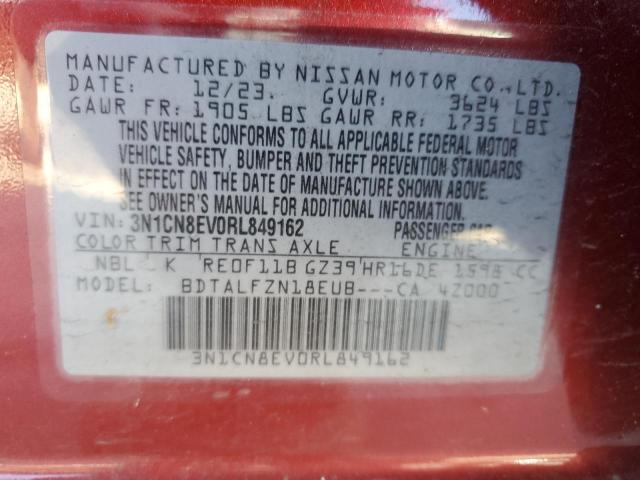 MANUFACTURED BY NISSAN MOTOR CO., LTD.
DATE: 12/23. GVWR: 3624 LBS
GAWR FR: 1905 LBS GAWR RR: 1735 LBS
THIS VEHICLE CONFORMS TO ALL APPLICABLE FEDERAL MOTOR
VEHICLE SAFETY, BUMPER AND THEFT PREVENTION STANDARDS
IN EFFECT ON THE DATE OF MANUFACTURE SHOWN ABOVE.
SEE OWNER'S MANUAL FOR ADDITIONAL INFORMATION.
VIN: 3N1CN8EV0RL849162 PASSENGER CAR
COLOR TRIM TRANS AXLE ENGINE
NBL K RE0F11B GZ39 HR16DE 1598 CC
MODEL: BDTALFZN18EUB---CA 42000
3N1CN8EV0RL849162